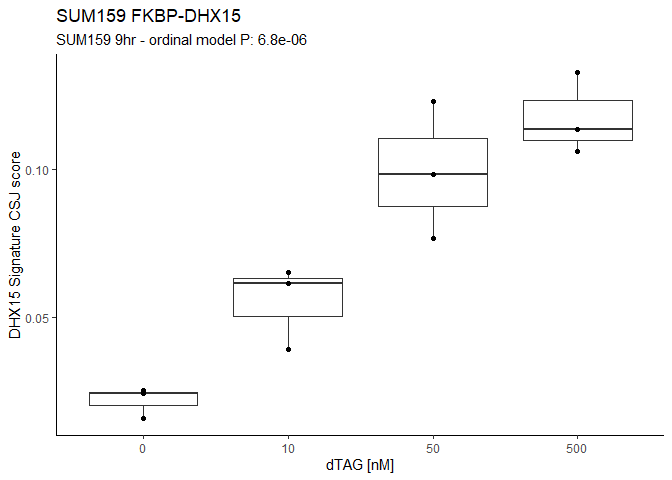 SUM159 FKBP-DHX15
SUM159 9hr - ordinal model P: 6.8e-06
DHX15 Signature CSJ score
0.10
0.05
0 10 50 500
dTAG [nM]